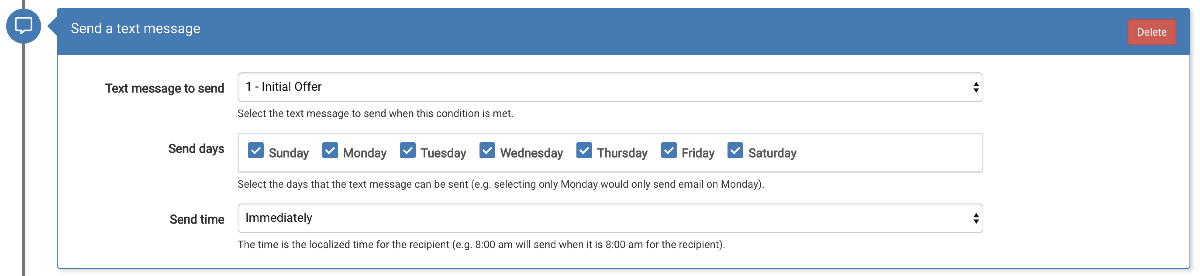 Send a text message
Delete
Text message to send
1 - Initial Offer
Select the text message to send when this condition is met.
Send days
Sunday Monday Tuesday Wednesday Thursday Friday Saturday
Select the days that the text message can be sent (e.g. selecting only Monday would only send email on Monday).
Send time
Immediately
The time is the localized time for the recipient (e.g. 8:00 am will send when it is 8:00 am for the recipient).